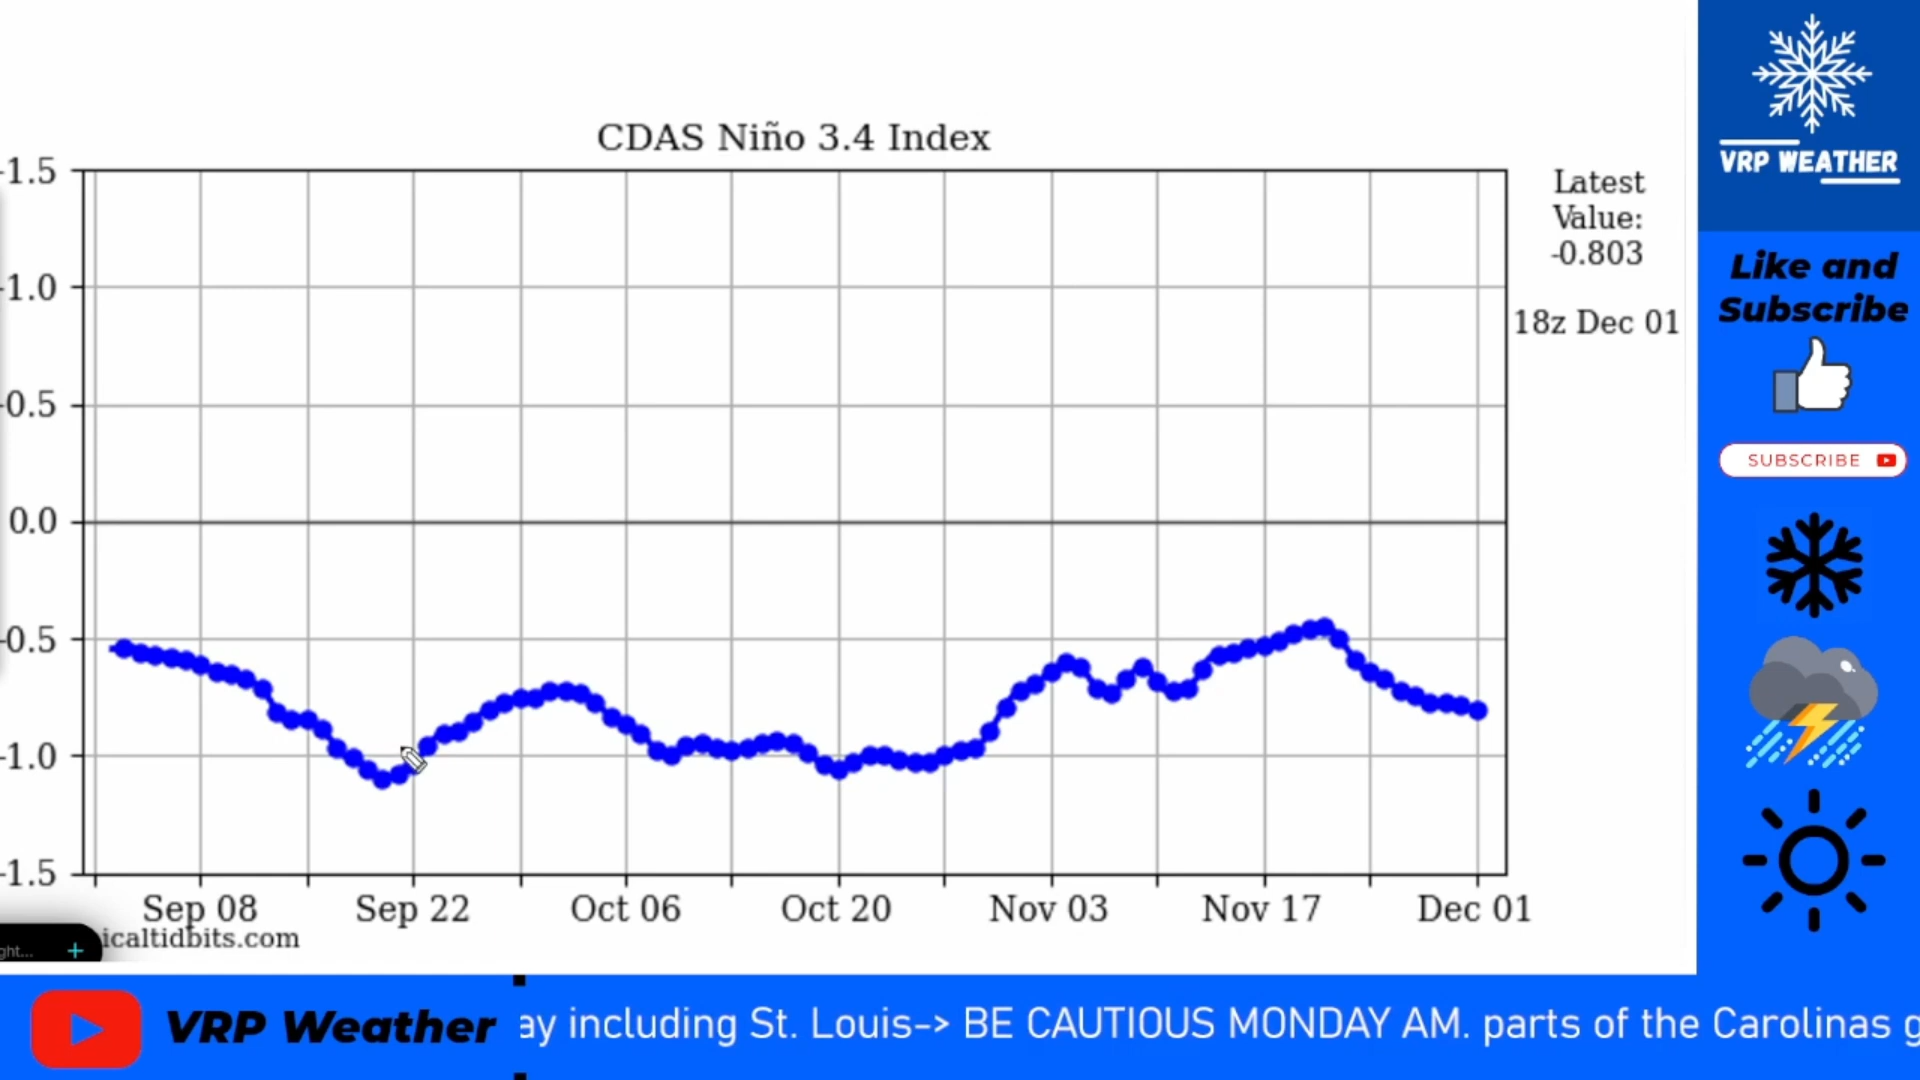 CDAS Niño 3.4 Index
1.5
1.0
0.5
0.0
-0.5
-1.0
-1.5
Sep 08
Sep 22
Oct 06
Oct 20
Nov 03
Nov 17
Dec 01
icaltidbits.com
ght...
+
Latest
Value:
-0.803
18z Dec 01
VRP WEATHER
Like and
Subscribe
SUBSCRIBE
VRP Weather
ay including St. Louis-> BE CAUTIOUS MONDAY AM. parts of the Carolinas g